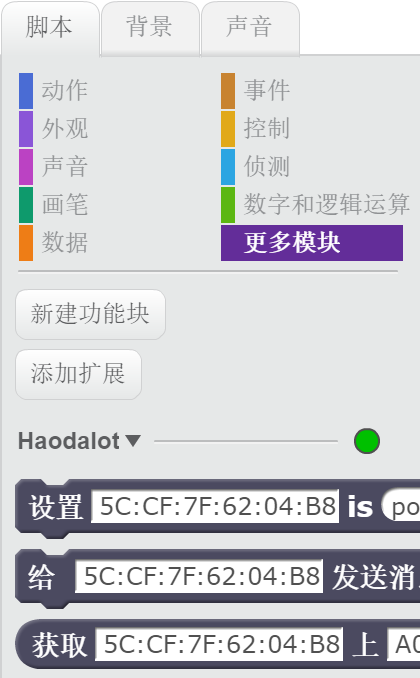 脚本 背景 声音
动作 事件
外观 控制
声音 侦测
画笔 数字和逻辑运算
数据 更多模块
新建功能块
添加扩展
Haodalot
设置 5C:CF:7F:62:04:B8 is po
给 5C:CF:7F:62:04:B8 发送消
获取 5C:CF:7F:62:04:B8 上 A0